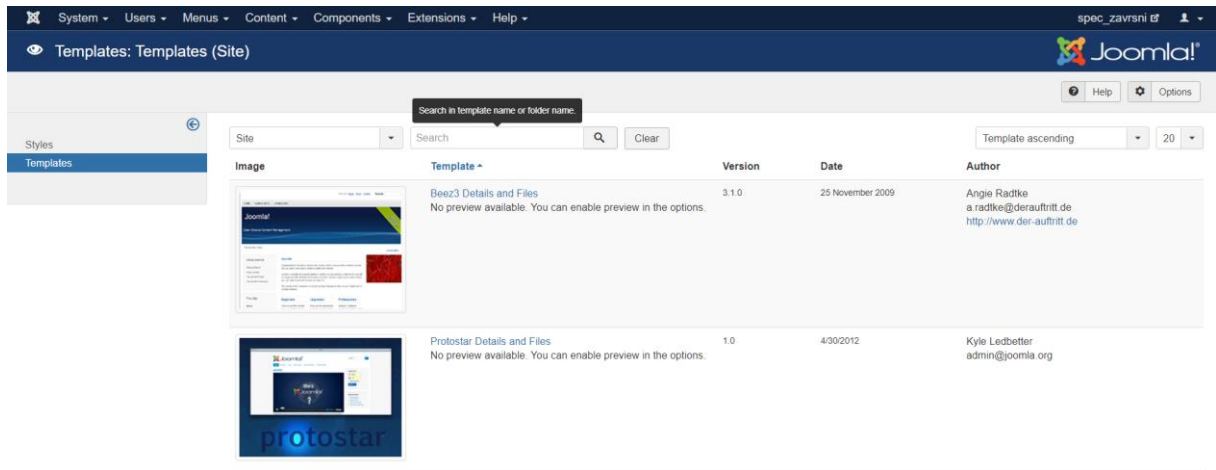 System Users Menus Content Components Extensions Help spec_zavrsni
Templates: Templates (Site) Joomla!
Help Options
Search in template name or folder name.
Styles
Templates
Site Search Clear Template ascending 20
Image Template Version Date Author
Joomla!
Beez3 Details and Files 3.1.0 25 November 2009 Angie Radtke
No preview available. You can enable preview in the options. a.radtke@derauftritt.de
http://www.der-auftritt.de
Protostar Details and Files 1.0 4/30/2012 Kyle Ledbetter
No preview available. You can enable preview in the options. admin@joomla.org
Joomla!
protostar